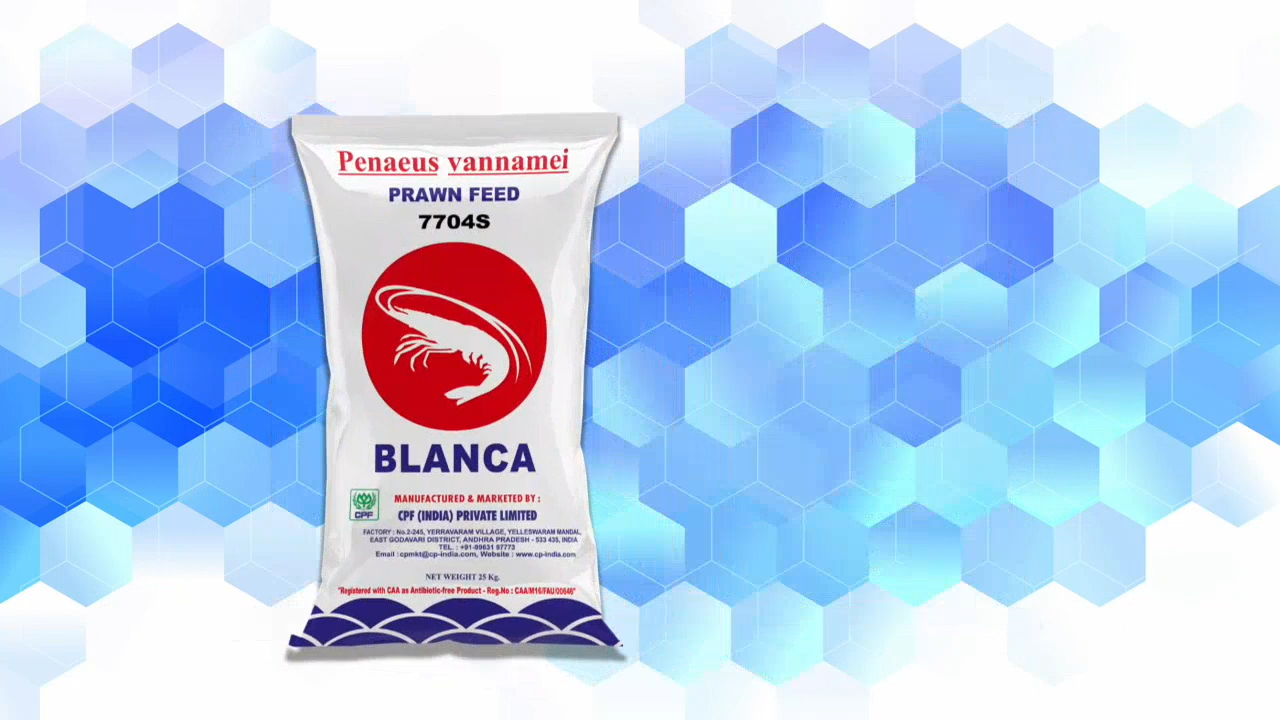 Penaeus vannamei
PRAWN FEED
7704S
BLANCA
CPF
MANUFACTURED & MARKETED BY :
CPF (INDIA) PRIVATE LIMITED
FACTORY : No.2-245, YERRAVARAM VILLAGE, YELLESWARAM MANDAL,
EAST GODAVARI DISTRICT, ANDHRA PRADESH - 533 435, INDIA
TEL. : +91-89631 97773
Email :cpmkt@cp-india.com, Website : www.cp-india.com
NET WEIGHT 25 Kg.
"Registered with CAA as Antibiotic-free Product - Reg.No : CAA/M16/FAU/00646"